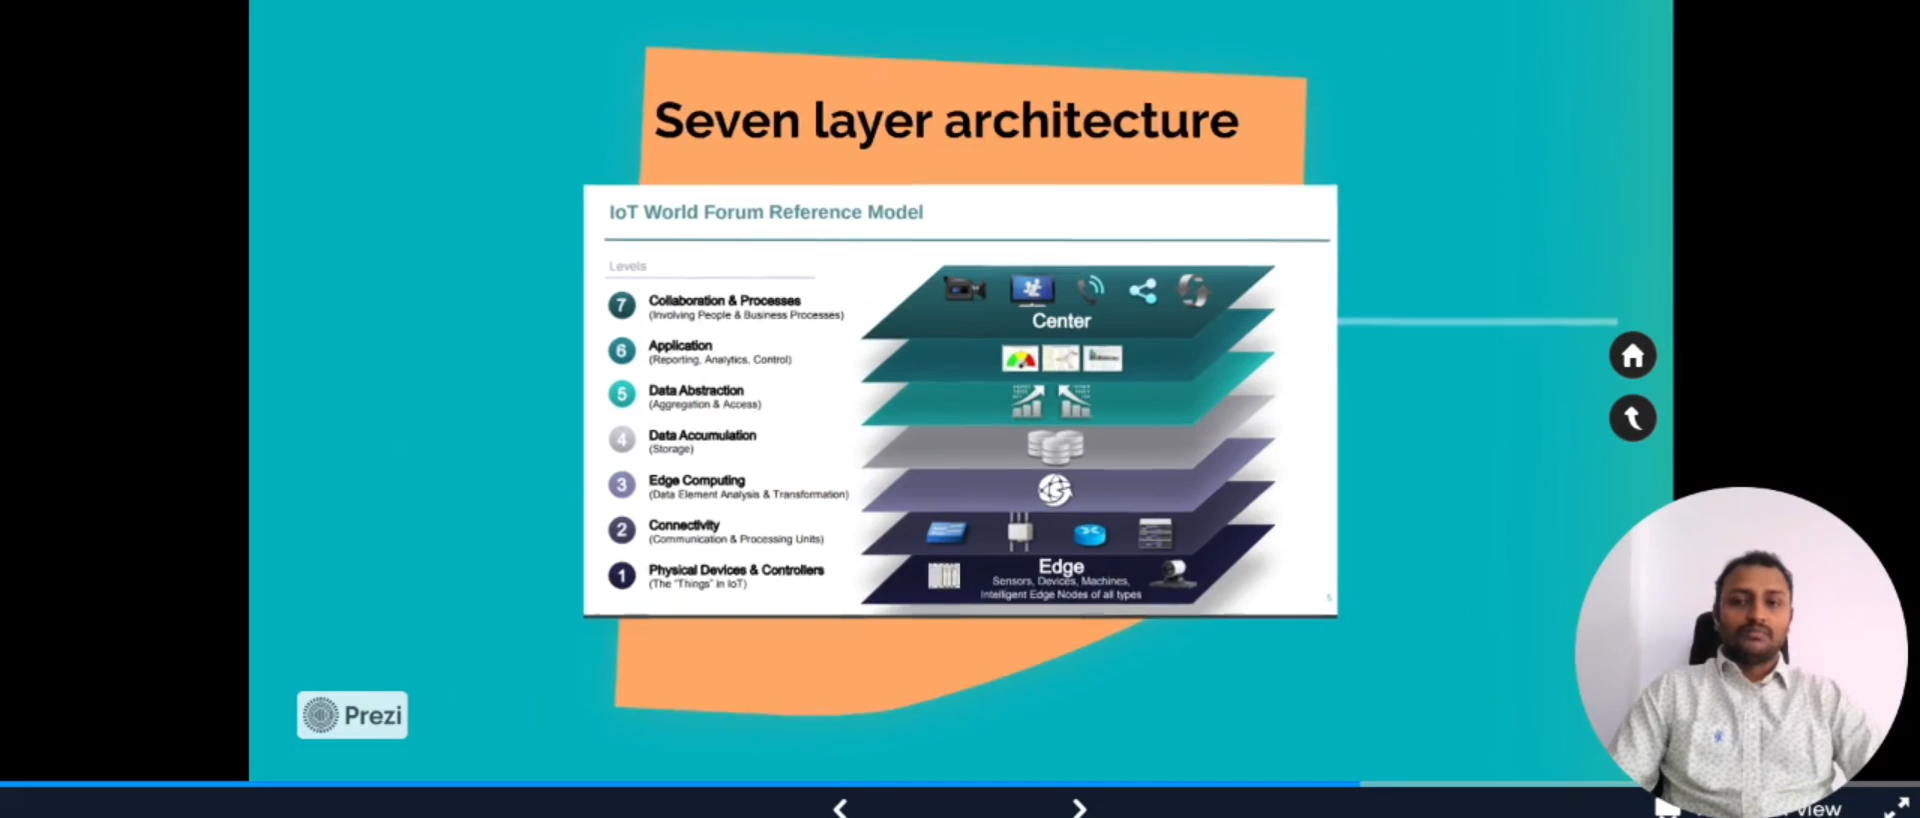 Seven layer architecture
IoT World Forum Reference Model
Levels
7
Collaboration & Processes
(Involving People & Business Processes)
6
Application
(Reporting, Analytics, Control)
5
Data Abstraction
(Aggregation & Access)
4
Data Accumulation
(Storage)
3
Edge Computing
(Data Element Analysis & Transformation)
2
Connectivity
(Communication & Processing Units)
1
Physical Devices & Controllers
(The "Things" in IoT)
Center
Edge
Sensors, Devices, Machines,
Intelligent Edge Nodes of all types
5
Prezi
view